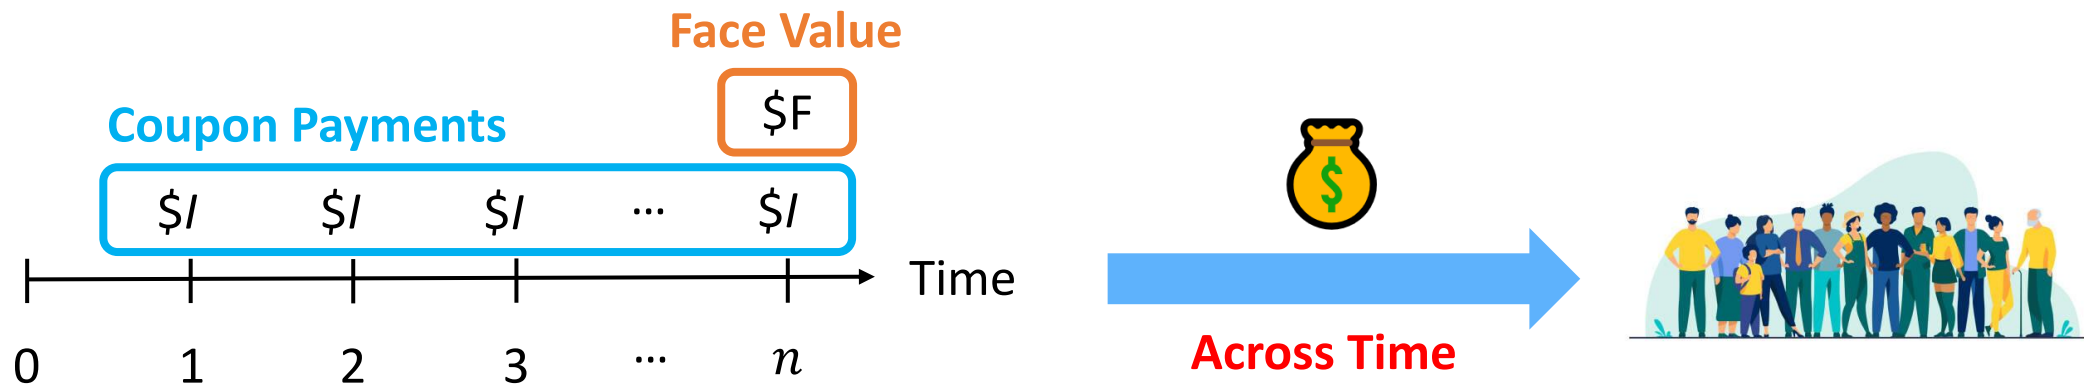 Face Value
$F
Coupon Payments
$I $I $I ... $I
Time
0 1 2 3 ... n
$
Across Time